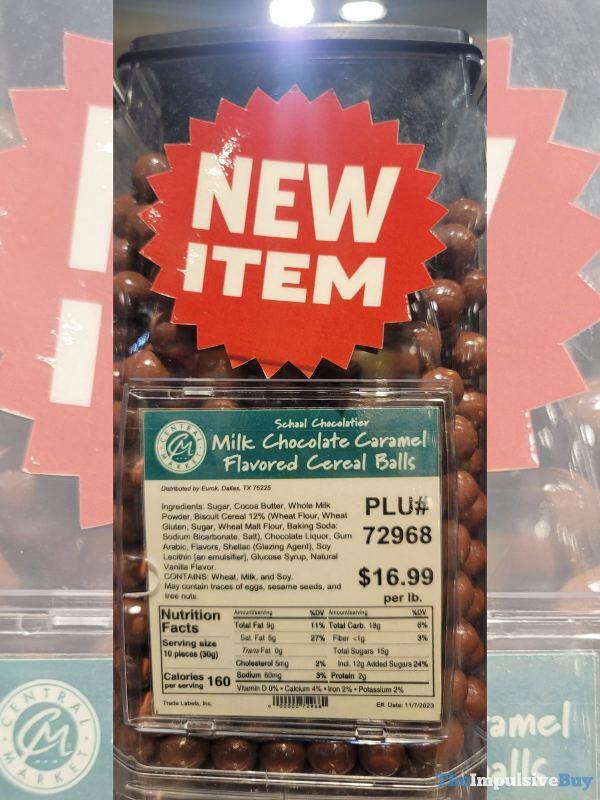 NEW
ITEM
CENTRAL
CM
MARKET
Schaal Chocolatier
Milk Chocolate Caramel
Flavored Cereal Balls
Distributed by Eurok, Dallas, TX 75225
Ingredients: Sugar, Cocoa Butter, Whole Milk
Powder, Biscuit Cereal 12% (Wheat Flour, Wheat
Gluten, Sugar, Wheat Malt Flour, Baking Soda:
Sodium Bicarbonate, Salt), Chocolate Liquor, Gum
Arabic, Flavors, Shellac (Glazing Agent), Soy
Lecithin [an emulsifier], Glucose Syrup, Natural
Vanilla Flavor.
CONTAINS: Wheat, Milk, and Soy.
May contain traces of eggs, sesame seeds, and
tree nuts.
PLU#
72968
$16.99
per lb.
Nutrition
Facts
Serving size
10 pieces (30g)
Calories
per serving 160
Amount/serving %DV Amount/serving %DV
Total Fat 9g 11% Total Carb. 18g 6%
Sat. Fat 5g 27% Fiber <1g 3%
Trans Fat 0g Total Sugars 15g
Cholesterol 5mg 2% Incl. 12g Added Sugars 24%
Sodium 60mg 3% Protein 2g
Vitamin D 0% • Calcium 4% • Iron 2% • Potassium 2%
Trade Labels, Inc.
Eff. Date: 11/7/2023
CENTRAL
CM
MARKET
aramel
alls
TheImpulsiveBuy